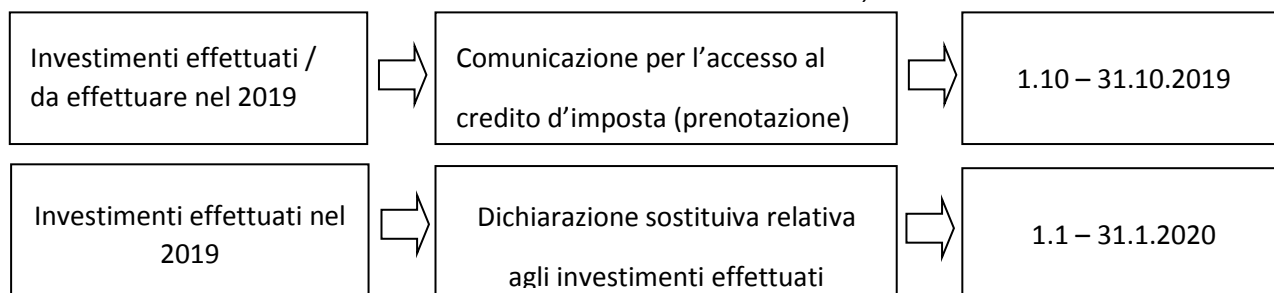 Investimenti effettuati /
da effettuare nel 2019
Comunicazione per l’accesso al
credito d’imposta (prenotazione)
1.10 – 31.10.2019
Investimenti effettuati nel
2019
Dichiarazione sostituiva relativa
agli investimenti effettuati
1.1 – 31.1.2020